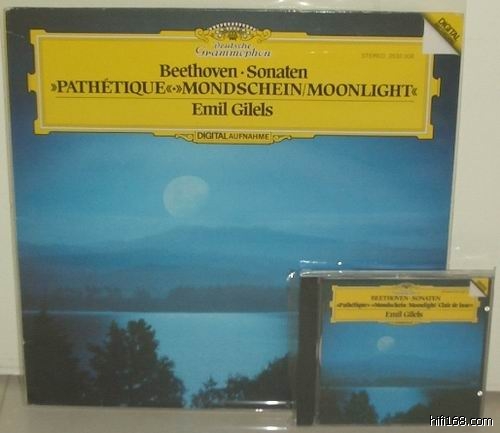 Deutsche
Grammophon
DIGITAL
STEREO 2532 008
Beethoven · Sonaten
»PATHÉTIQUE«·»MONDSCHEIN/MOONLIGHT«
Emil Gilels
DIGITAL AUFNAHME
BEETHOVEN · SONATEN
»Pathétique« »Mondschein/Moonlight/Clair de lune«
Emil Gilels
hifi168.com